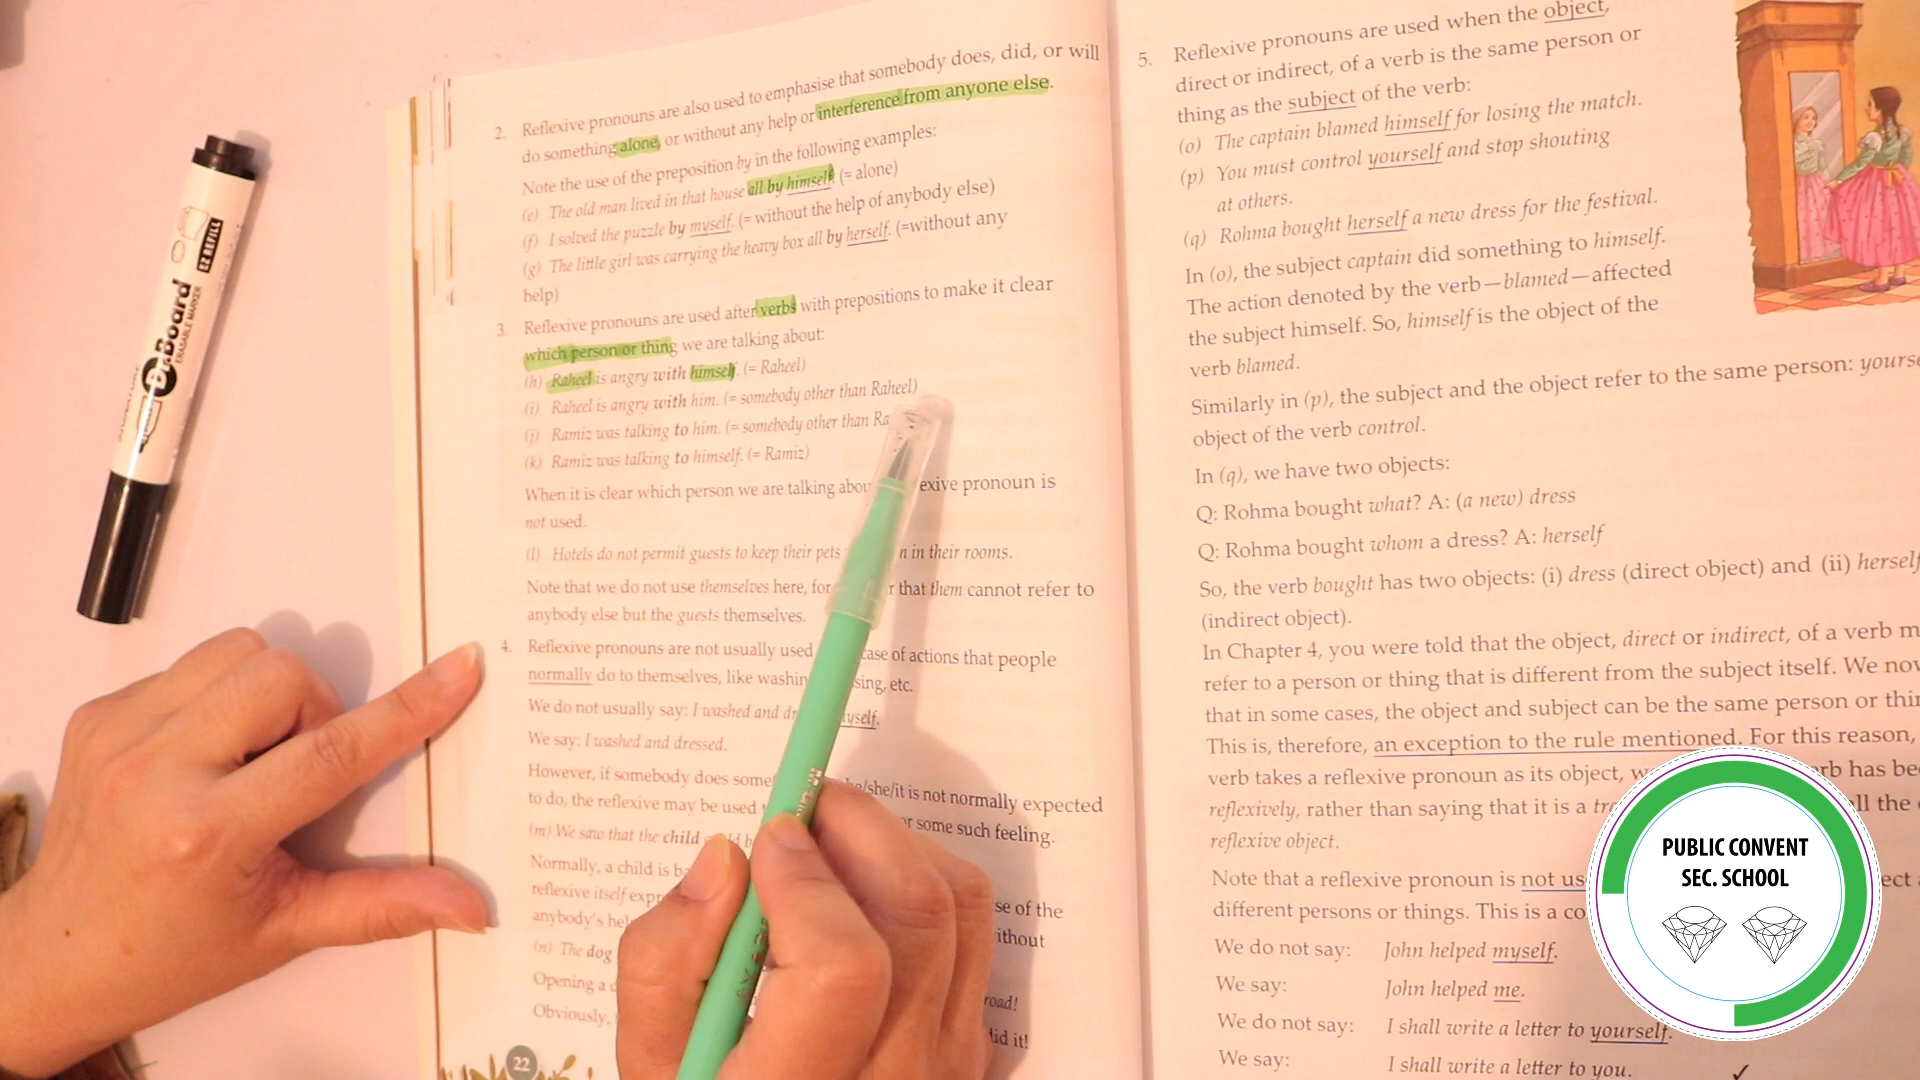 2. Reflexive pronouns are also used to emphasise that somebody does, did, or will
do something alone, or without any help or interference from anyone else.
Note the use of the preposition by in the following examples:
(e) The old man lived in that house all by himself. (= alone)
(f) I solved the puzzle by myself. (= without the help of anybody else)
(g) The little girl was carrying the heavy box all by herself. (=without any
help)
3. Reflexive pronouns are used after verbs with prepositions to make it clear
which person or thing we are talking about:
(h) Raheel is angry with himself. (= Raheel)
(i) Raheel is angry with him. (= somebody other than Raheel)
(j) Ramiz was talking to him. (= somebody other than Ra
(k) Ramiz was talking to himself. (= Ramiz)
When it is clear which person we are talking abou exive pronoun is
not used.
(l) Hotels do not permit guests to keep their pets in their rooms.
Note that we do not use themselves here, for that them cannot refer to
anybody else but the guests themselves.
4. Reflexive pronouns are not usually used case of actions that people
normally do to themselves, like washin sing, etc.
We do not usually say: I washed and dr yself.
We say: I washed and dressed.
However, if somebody does some he/she/it is not normally expected
to do, the reflexive may be used or some such feeling.
(m) We saw that the child
Normally, a child is ba
reflexive itself expr se of the
anybody's hel ithout
(n) The dog
Opening a d road!
Obviously, did it!
22
5. Reflexive pronouns are used when the object,
direct or indirect, of a verb is the same person or
thing as the subject of the verb:
(o) The captain blamed himself for losing the match.
(p) You must control yourself and stop shouting
at others.
(q) Rohma bought herself a new dress for the festival.
In (o), the subject captain did something to himself.
The action denoted by the verb—blamed—affected
the subject himself. So, himself is the object of the
verb blamed.
Similarly in (p), the subject and the object refer to the same person: yourse
object of the verb control.
In (q), we have two objects:
Q: Rohma bought what? A: (a new) dress
Q: Rohma bought whom a dress? A: herself
So, the verb bought has two objects: (i) dress (direct object) and (ii) herself
(indirect object).
In Chapter 4, you were told that the object, direct or indirect, of a verb m
refer to a person or thing that is different from the subject itself. We now
that in some cases, the object and subject can be the same person or thin
This is, therefore, an exception to the rule mentioned. For this reason,
verb takes a reflexive pronoun as its object, w rb has bee
reflexively, rather than saying that it is a tr ll the
reflexive object.
Note that a reflexive pronoun is not us ect
different persons or things. This is a co
We do not say: John helped myself.
We say: John helped me.
We do not say: I shall write a letter to yourself.
We say: I shall write a letter to you.
EZ REFILL
Dr.Board
ERASABLE MARKER
PUBLIC CONVENT
SEC. SCHOOL